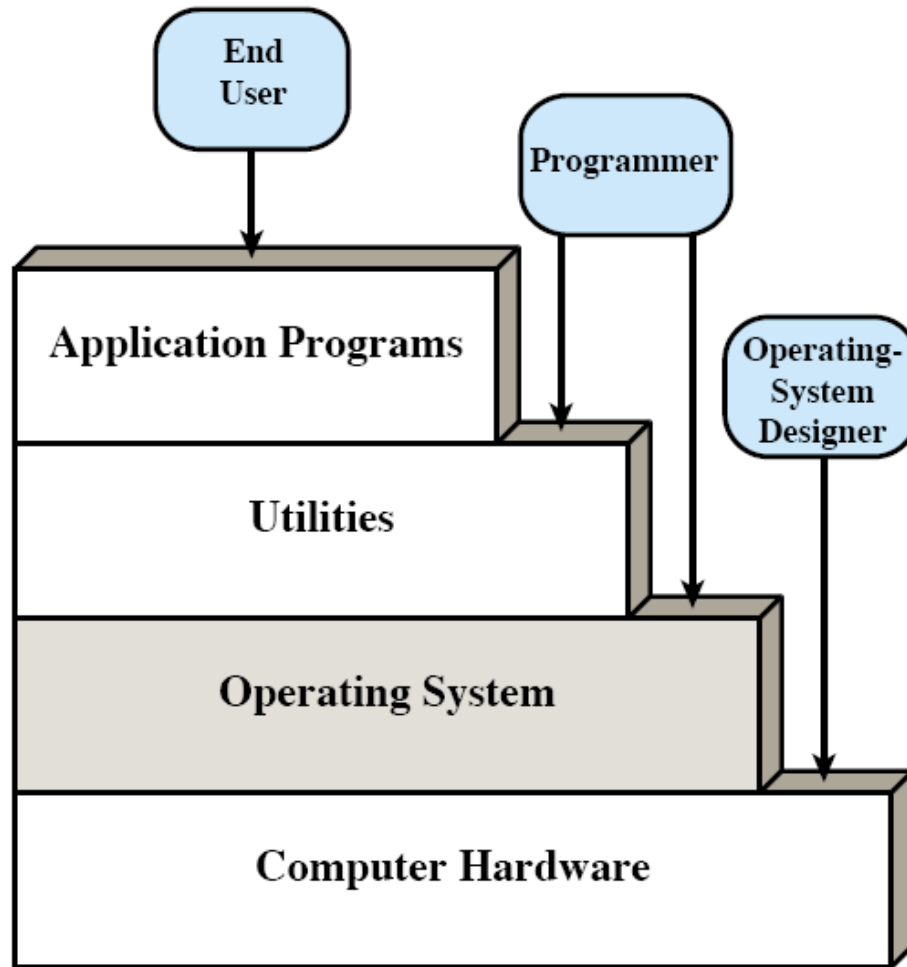 End
User
Programmer
Operating-
System
Designer
Application Programs
Utilities
Operating System
Computer Hardware